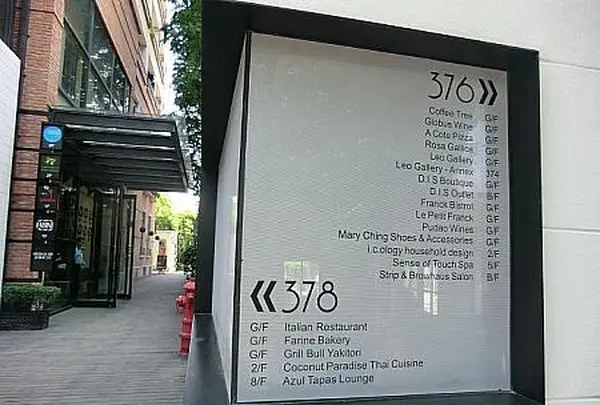 376 »
Coffee Tree G/F
Globus Wine G/F
A Cote Pizza G/F
Rosa Gallica G/F
Leo Gallery G/F
Leo Gallery - Annex 374
D.I.S Boutique G/F
D.I.S Outlet B/F
Franck Bistrot G/F
Le Petit Franck G/F
Pudao Wines G/F
Mary Ching Shoes & Accessories G/F
i.c.ology household design 2/F
Sense of Touch Spa 5/F
Strip & Browhaus Salon B/F
« 378
G/F Italian Restaurant
G/F Farine Bakery
G/F Grill Bull Yakitori
2/F Coconut Paradise Thai Cuisine
8/F Azul Tapas Lounge